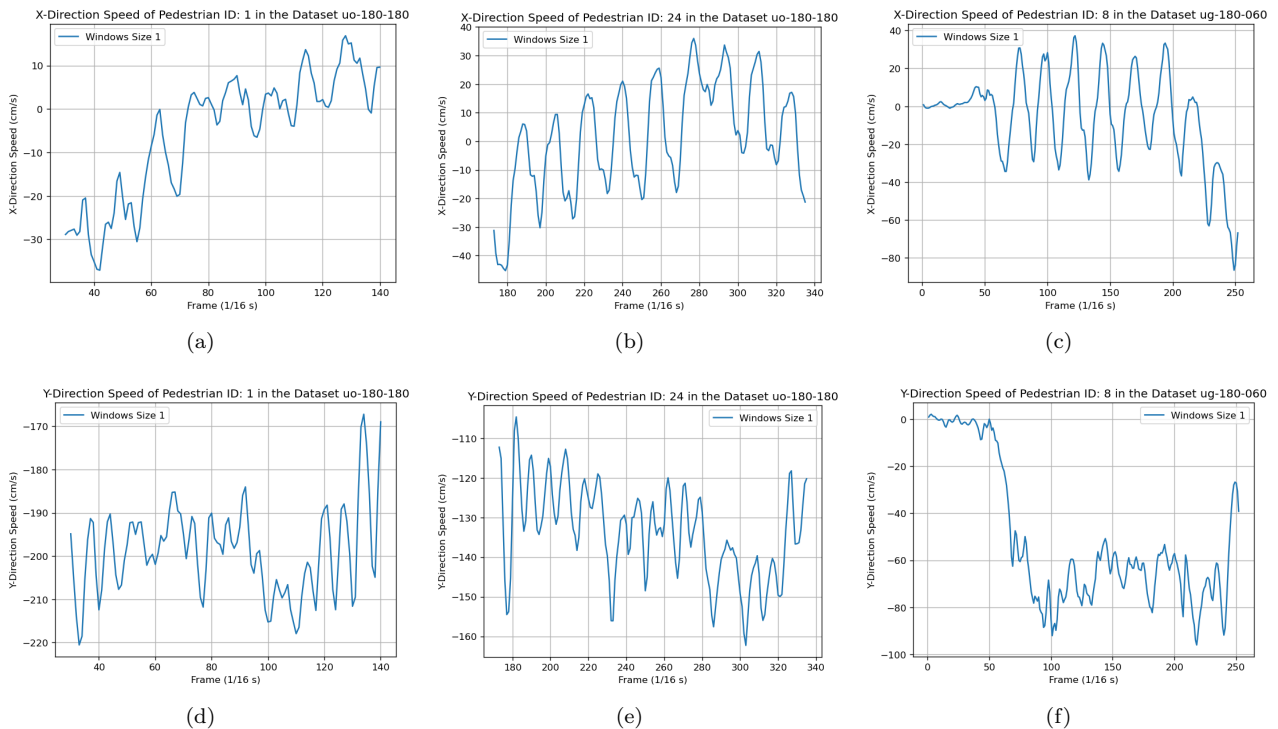 X-Direction Speed of Pedestrian ID: 1 in the Dataset uo-180-180
Windows Size 1
X-Direction Speed (cm/s)
10
0
−10
−20
−30
40 60 80 100 120 140
Frame (1/16 s)
(a)
X-Direction Speed of Pedestrian ID: 24 in the Dataset uo-180-180
Windows Size 1
X-Direction Speed (cm/s)
40
30
20
10
0
−10
−20
−30
−40
180 200 220 240 260 280 300 320 340
Frame (1/16 s)
(b)
X-Direction Speed of Pedestrian ID: 8 in the Dataset ug-180-060
Windows Size 1
X-Direction Speed (cm/s)
40
20
0
−20
−40
−60
−80
0 50 100 150 200 250
Frame (1/16 s)
(c)
Y-Direction Speed of Pedestrian ID: 1 in the Dataset uo-180-180
Windows Size 1
Y-Direction Speed (cm/s)
−170
−180
−190
−200
−210
−220
40 60 80 100 120 140
Frame (1/16 s)
(d)
Y-Direction Speed of Pedestrian ID: 24 in the Dataset uo-180-180
Windows Size 1
Y-Direction Speed (cm/s)
−110
−120
−130
−140
−150
−160
180 200 220 240 260 280 300 320 340
Frame (1/16 s)
(e)
Y-Direction Speed of Pedestrian ID: 8 in the Dataset ug-180-060
Windows Size 1
Y-Direction Speed (cm/s)
0
−20
−40
−60
−80
−100
0 50 100 150 200 250
Frame (1/16 s)
(f)